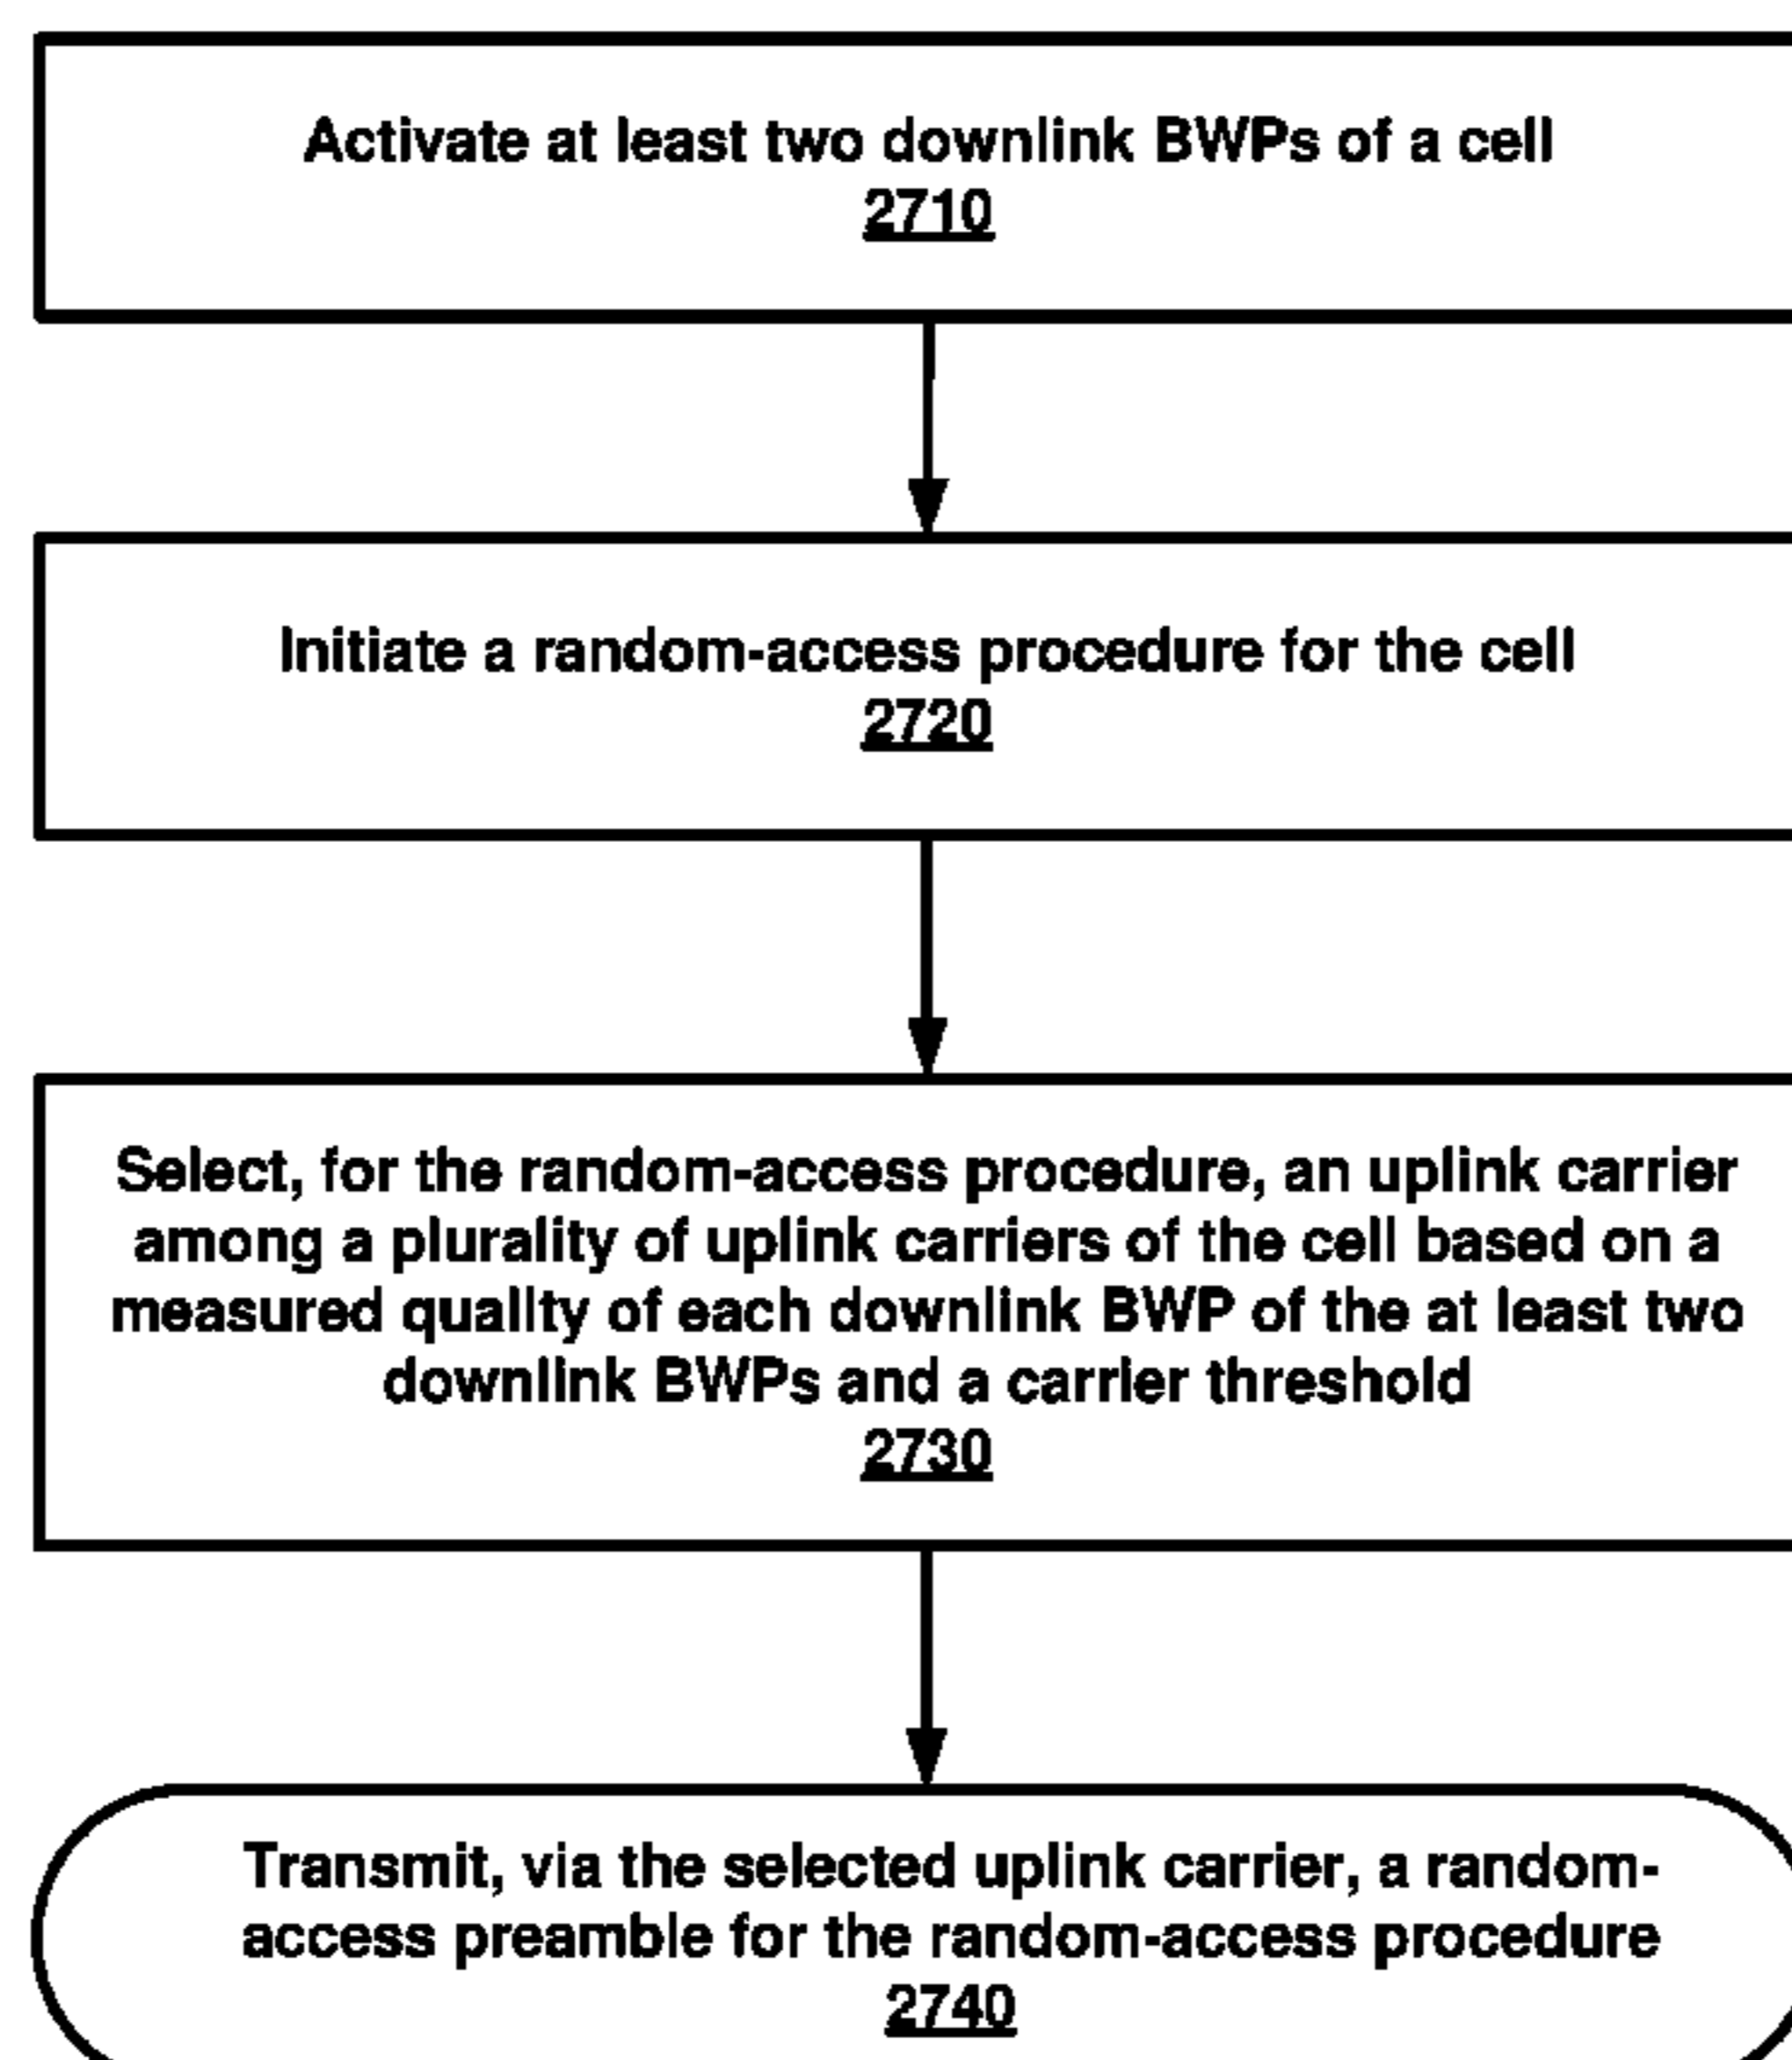 Activate at least two downlink BWPs of a cell
2710
Initiate a random-access procedure for the cell
2720
Select, for the random-access procedure, an uplink carrier
among a plurality of uplink carriers of the cell based on a
measured quality of each downlink BWP of the at least two
downlink BWPs and a carrier threshold
2730
Transmit, via the selected uplink carrier, a random-
access preamble for the random-access procedure
2740